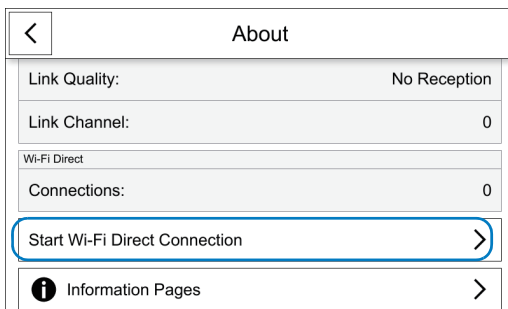 About
Link Quality: No Reception
Link Channel: 0
Wi-Fi Direct
Connections: 0
Start Wi-Fi Direct Connection
Information Pages